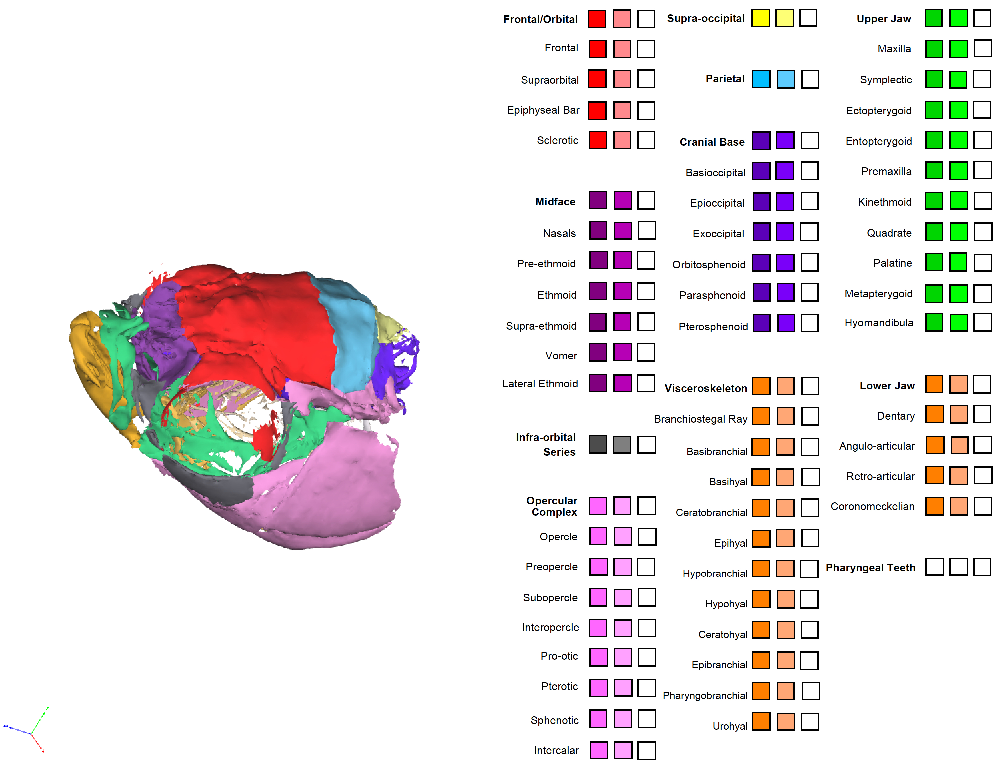 Frontal/Orbital
Frontal
Supraorbital
Epiphyseal Bar
Sclerotic
Midface
Nasals
Pre-ethmoid
Ethmoid
Supra-ethmoid
Vomer
Lateral Ethmoid
Infra-orbital
Series
Opercular
Complex
Opercle
Preopercle
Subopercle
Interopercle
Pro-otic
Pterotic
Sphenotic
Intercalar
Supra-occipital
Parietal
Cranial Base
Basioccipital
Epioccipital
Exoccipital
Orbitosphenoid
Parasphenoid
Pterosphenoid
Visceroskeleton
Branchiostegal Ray
Basibranchial
Basihyal
Ceratobranchial
Epihyal
Hypobranchial
Hypohyal
Ceratohyal
Epibranchial
Pharyngobranchial
Urohyal
Upper Jaw
Maxilla
Symplectic
Ectopterygoid
Entopterygoid
Premaxilla
Kinethmoid
Quadrate
Palatine
Metapterygoid
Hyomandibula
Lower Jaw
Dentary
Angulo-articular
Retro-articular
Coronomeckelian
Pharyngeal Teeth